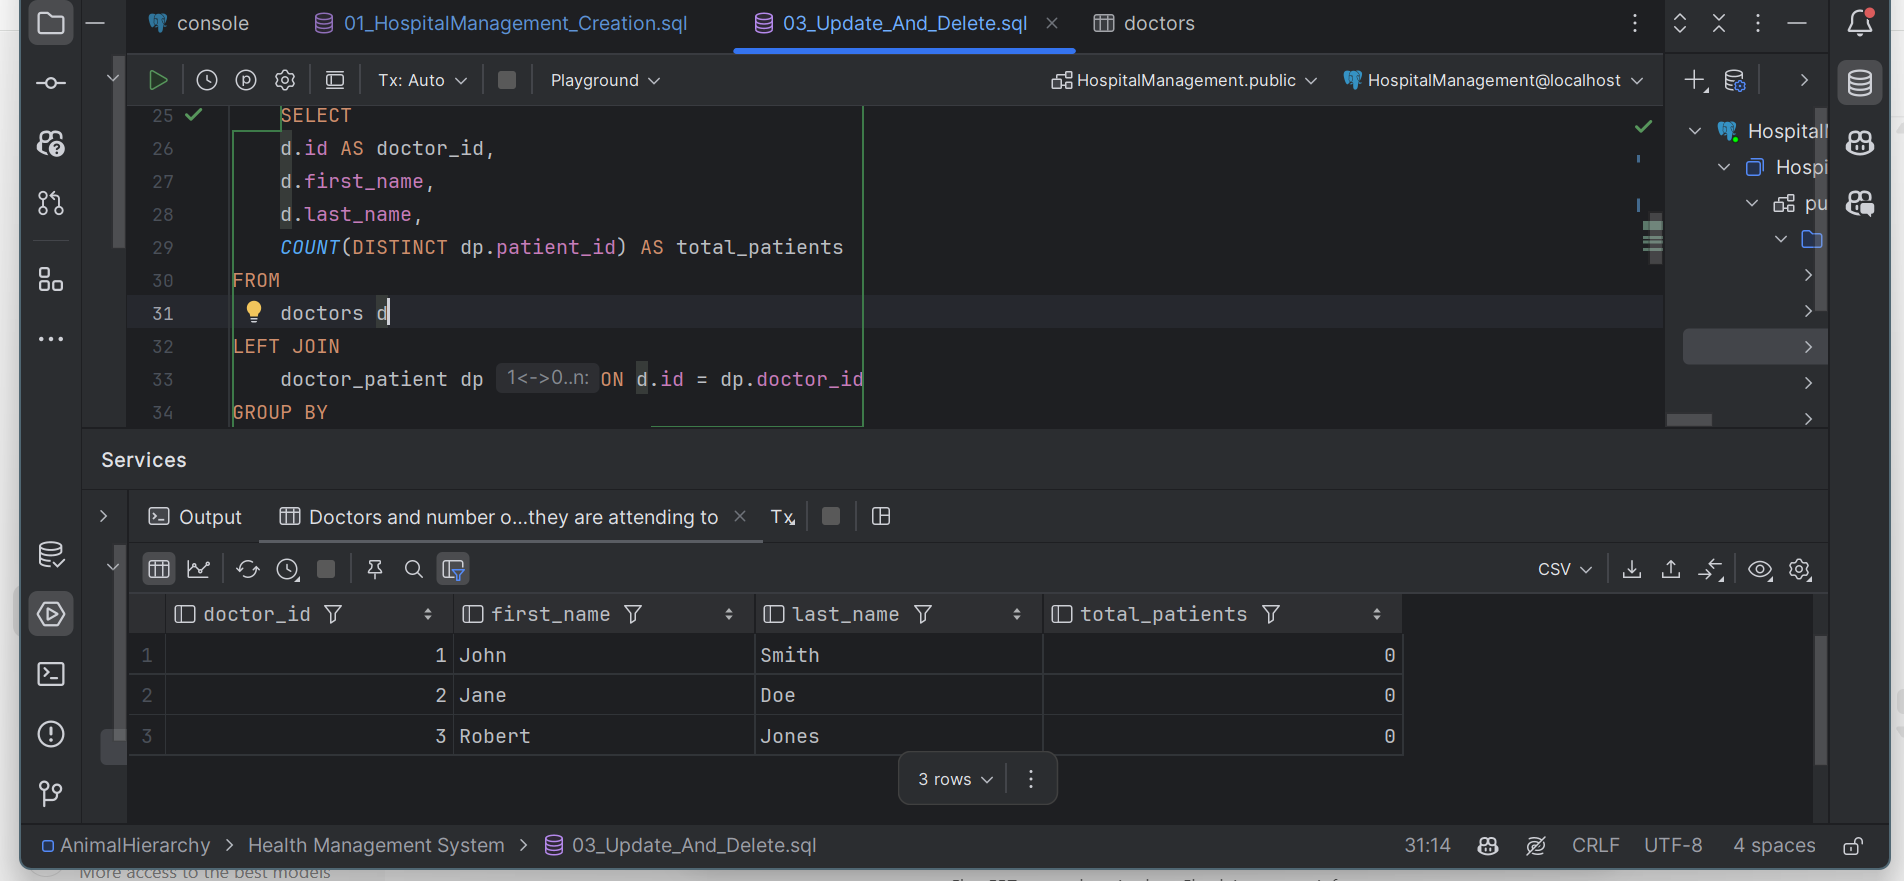 console
01_HospitalManagement_Creation.sql
03_Update_And_Delete.sql
doctors
Tx: Auto
Playground
HospitalManagement.public
HospitalManagement@localhost
25 SELECT
26 d.id AS doctor_id,
27 d.first_name,
28 d.last_name,
29 COUNT(DISTINCT dp.patient_id) AS total_patients
30 FROM
31 doctors d
32 LEFT JOIN
33 doctor_patient dp 1<->0..n: ON d.id = dp.doctor_id
34 GROUP BY
Hospital
Hospi
pu
Services
Output
Doctors and number o...they are attending to
Tx
CSV
doctor_id first_name last_name total_patients
1 1 John Smith 0
2 2 Jane Doe 0
3 3 Robert Jones 0
3 rows
AnimalHierarchy > Health Management System > 03_Update_And_Delete.sql
31:14 CRLF UTF-8 4 spaces
More access to the best models